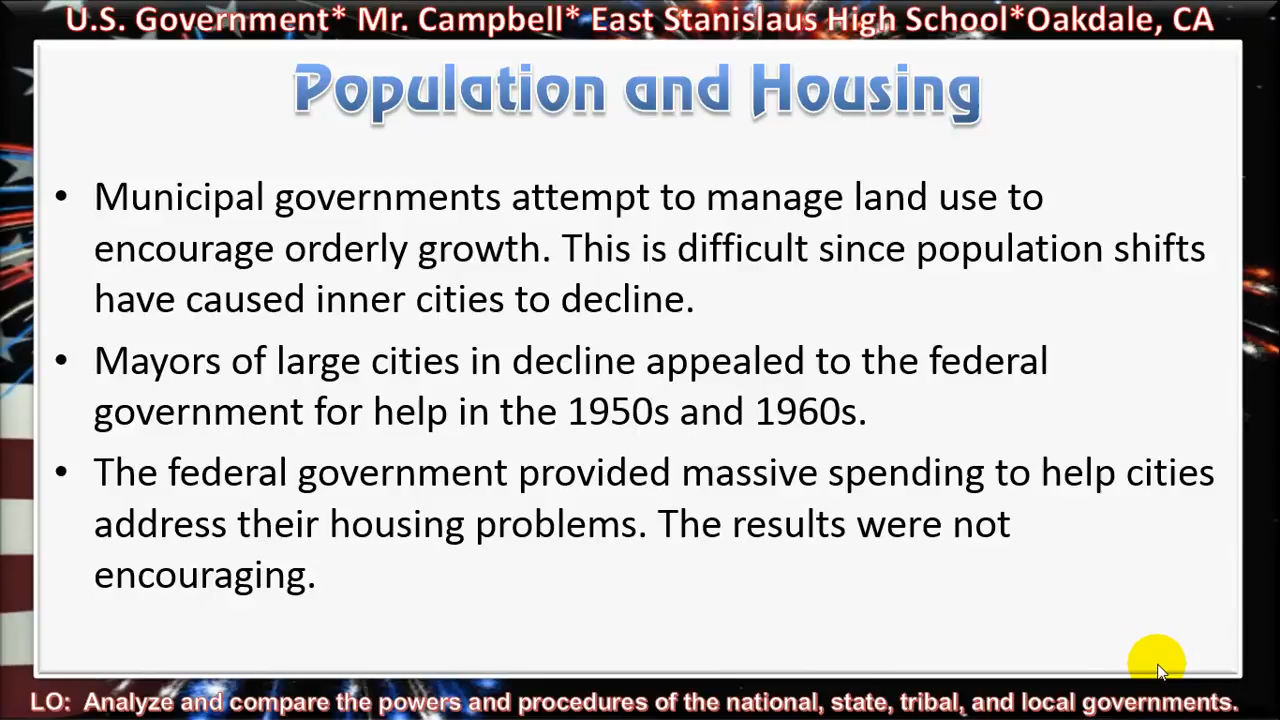 U.S. Government* Mr. Campbell* East Stanislaus High School*Oakdale, CA
Population and Housing
• Municipal governments attempt to manage land use to
encourage orderly growth. This is difficult since population shifts
have caused inner cities to decline.
• Mayors of large cities in decline appealed to the federal
government for help in the 1950s and 1960s.
• The federal government provided massive spending to help cities
address their housing problems. The results were not
encouraging.
LO: Analyze and compare the powers and procedures of the national, state, tribal, and local governments.